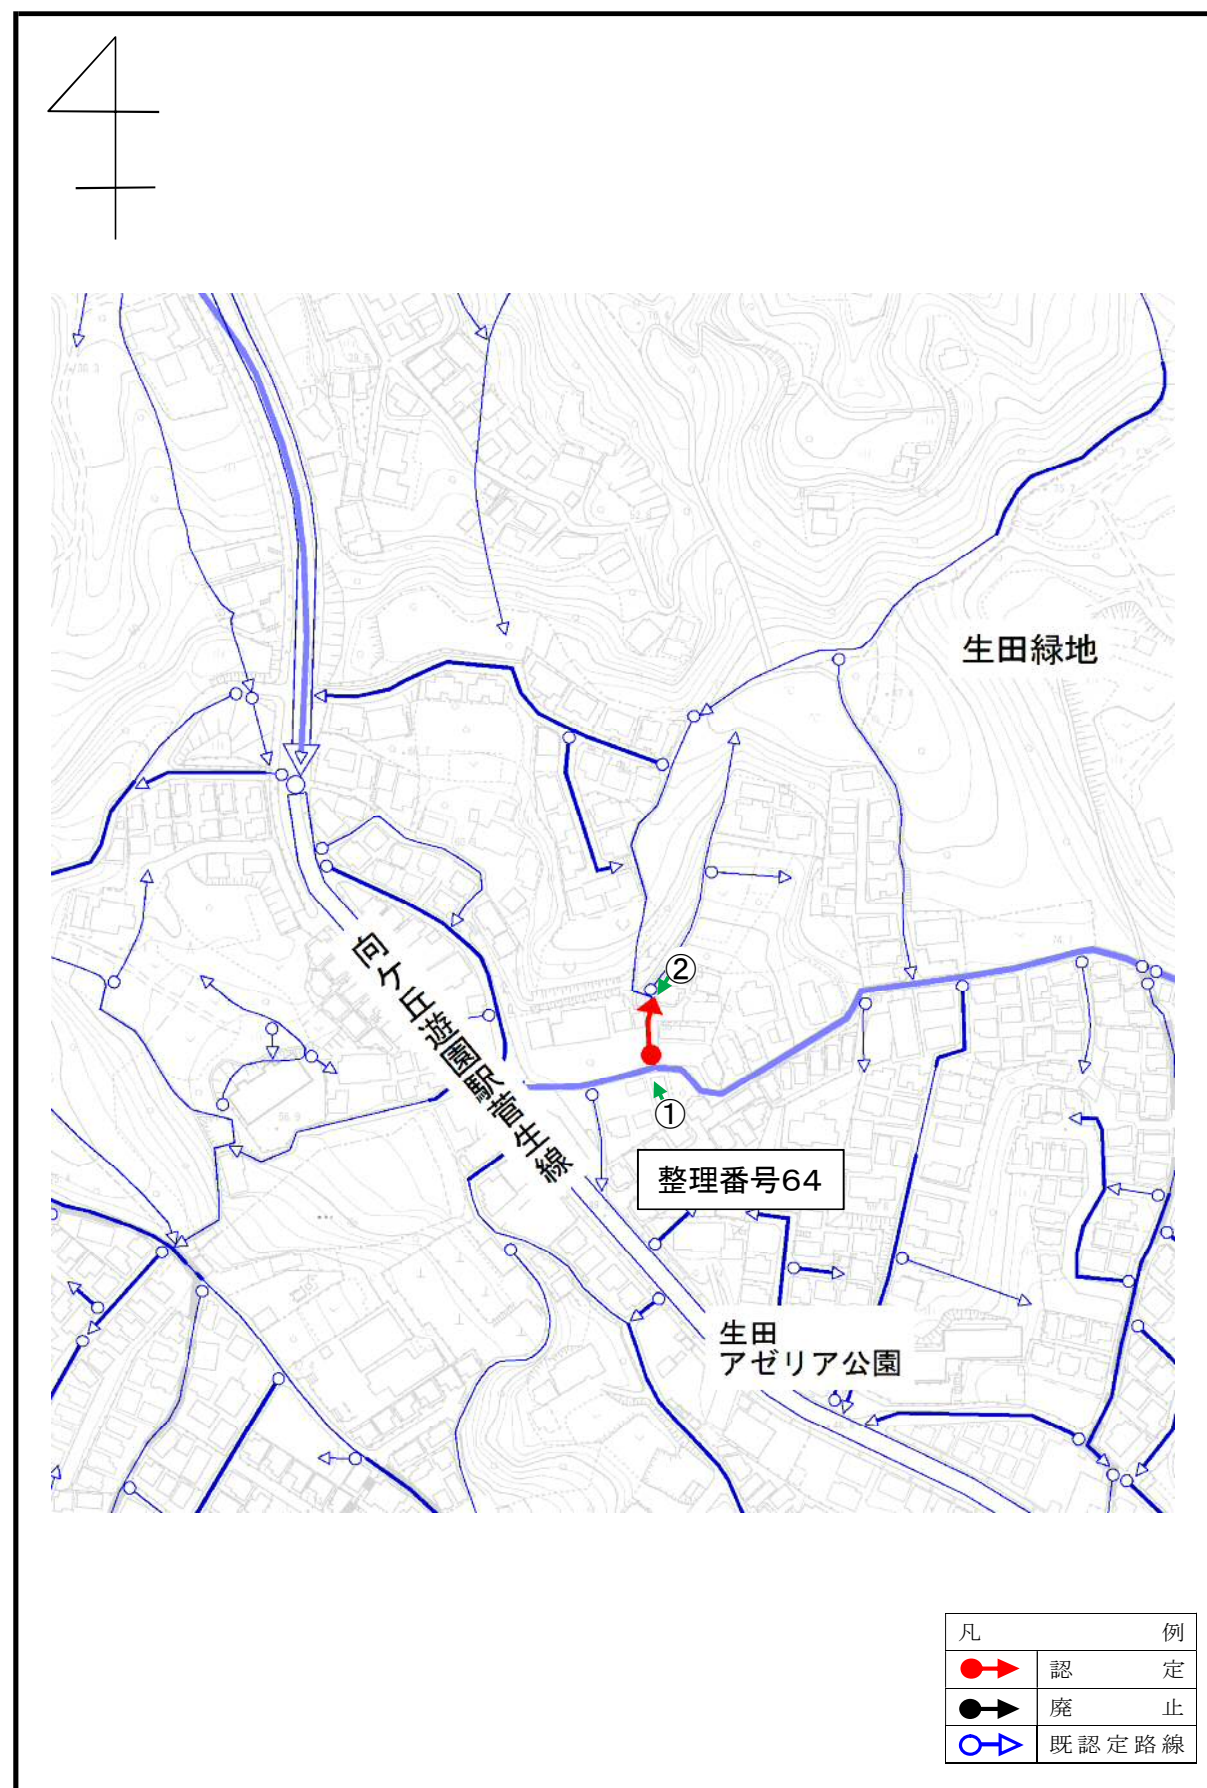 生田緑地
向ケ丘遊園駅菅生線
②
①
整理番号64
生田
アゼリア公園
凡例
認定
廃止
既認定路線